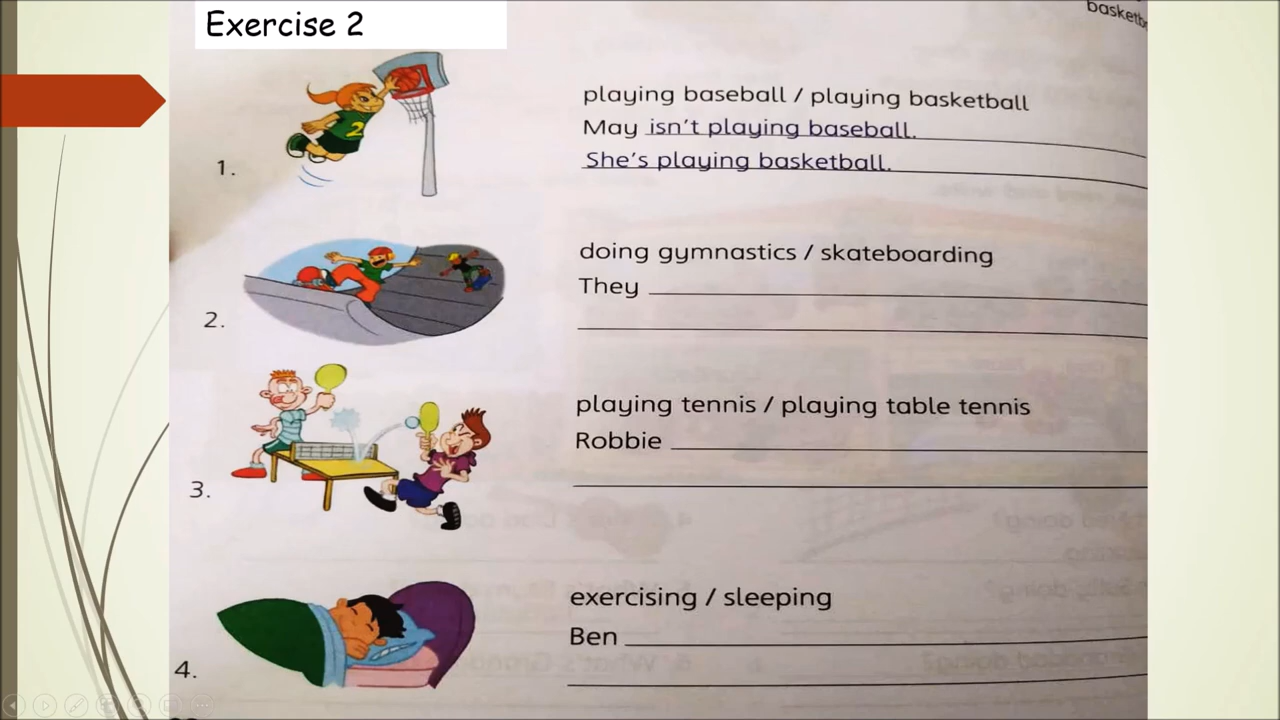 Exercise 2
basketb
playing baseball / playing basketball
May isn't playing baseball.
She's playing basketball.
1.
doing gymnastics / skateboarding
They
2.
playing tennis / playing table tennis
Robbie
3.
exercising / sleeping
Ben
4.